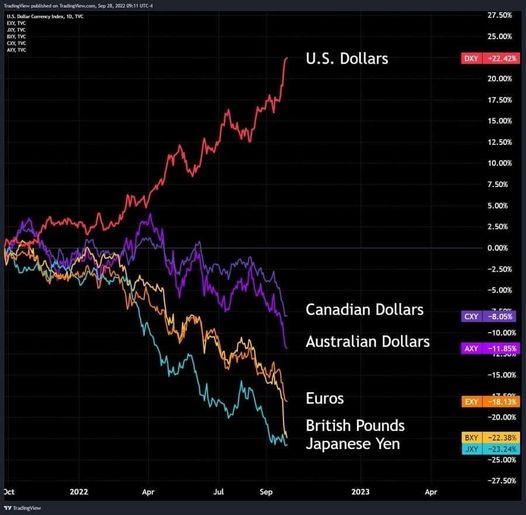 TradingView published on TradingView.com, Sep 28, 2022 09:11 UTC-4
U.S. Dollar Currency Index, 1D, TVC
EXY, TVC
JXY, TVC
BXY, TVC
CXY, TVC
AXY, TVC
27.50%
25.00%
U.S. Dollars
DXY +22.42%
20.00%
17.50%
15.00%
12.50%
10.00%
7.50%
5.00%
2.50%
0.00%
−2.50%
−5.00%
Canadian Dollars
CXY −8.05%
−10.00%
Australian Dollars
AXY −11.85%
−15.00%
Euros
EXY −18.13%
−20.00%
British Pounds
BXY −22.38%
Japanese Yen
JXY −23.24%
−25.00%
−27.50%
Oct 2022 Apr Jul Sep 2023 Apr
TradingView